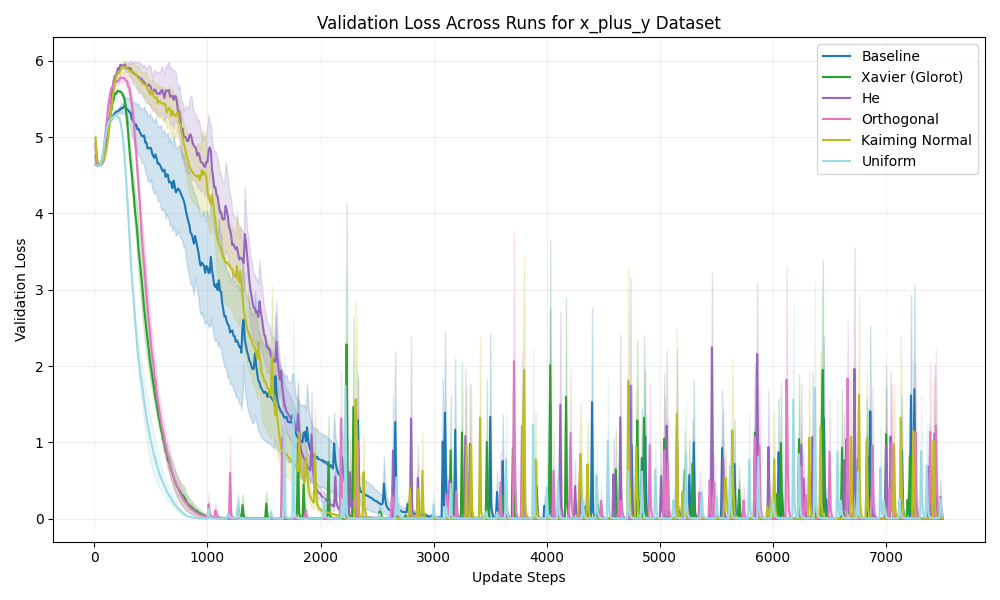 Validation Loss Across Runs for x_plus_y Dataset
Validation Loss
6
5
4
3
2
1
0
Baseline
Xavier (Glorot)
He
Orthogonal
Kaiming Normal
Uniform
0
1000
2000
3000
4000
5000
6000
7000
Update Steps